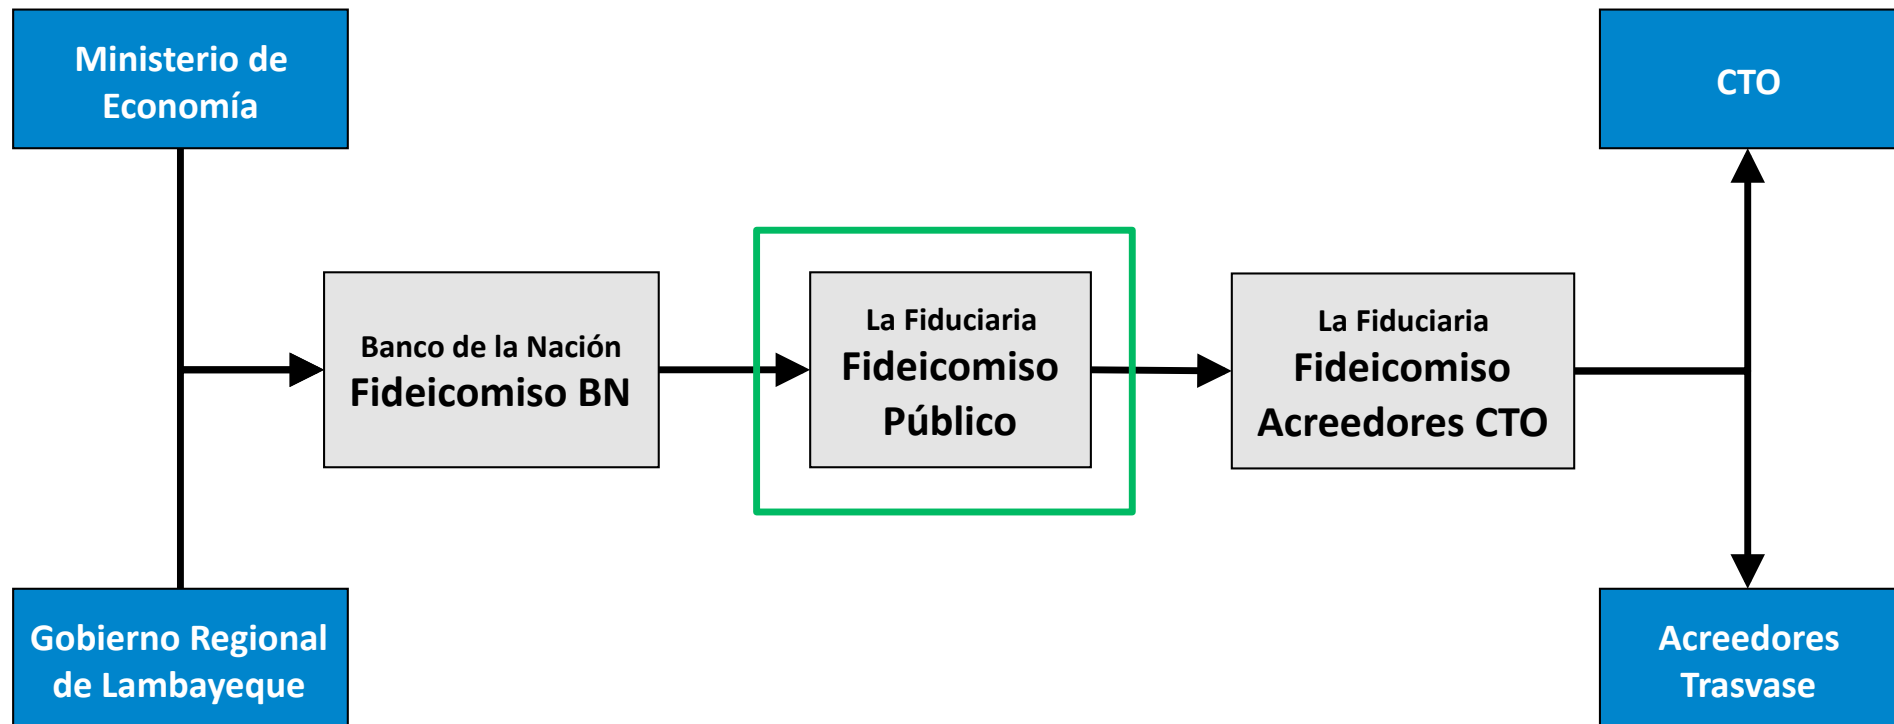 Ministerio de
Economía
CTO
Banco de la Nación
Fideicomiso BN
La Fiduciaria
Fideicomiso
Público
La Fiduciaria
Fideicomiso
Acreedores CTO
Gobierno Regional
de Lambayeque
Acreedores
Trasvase